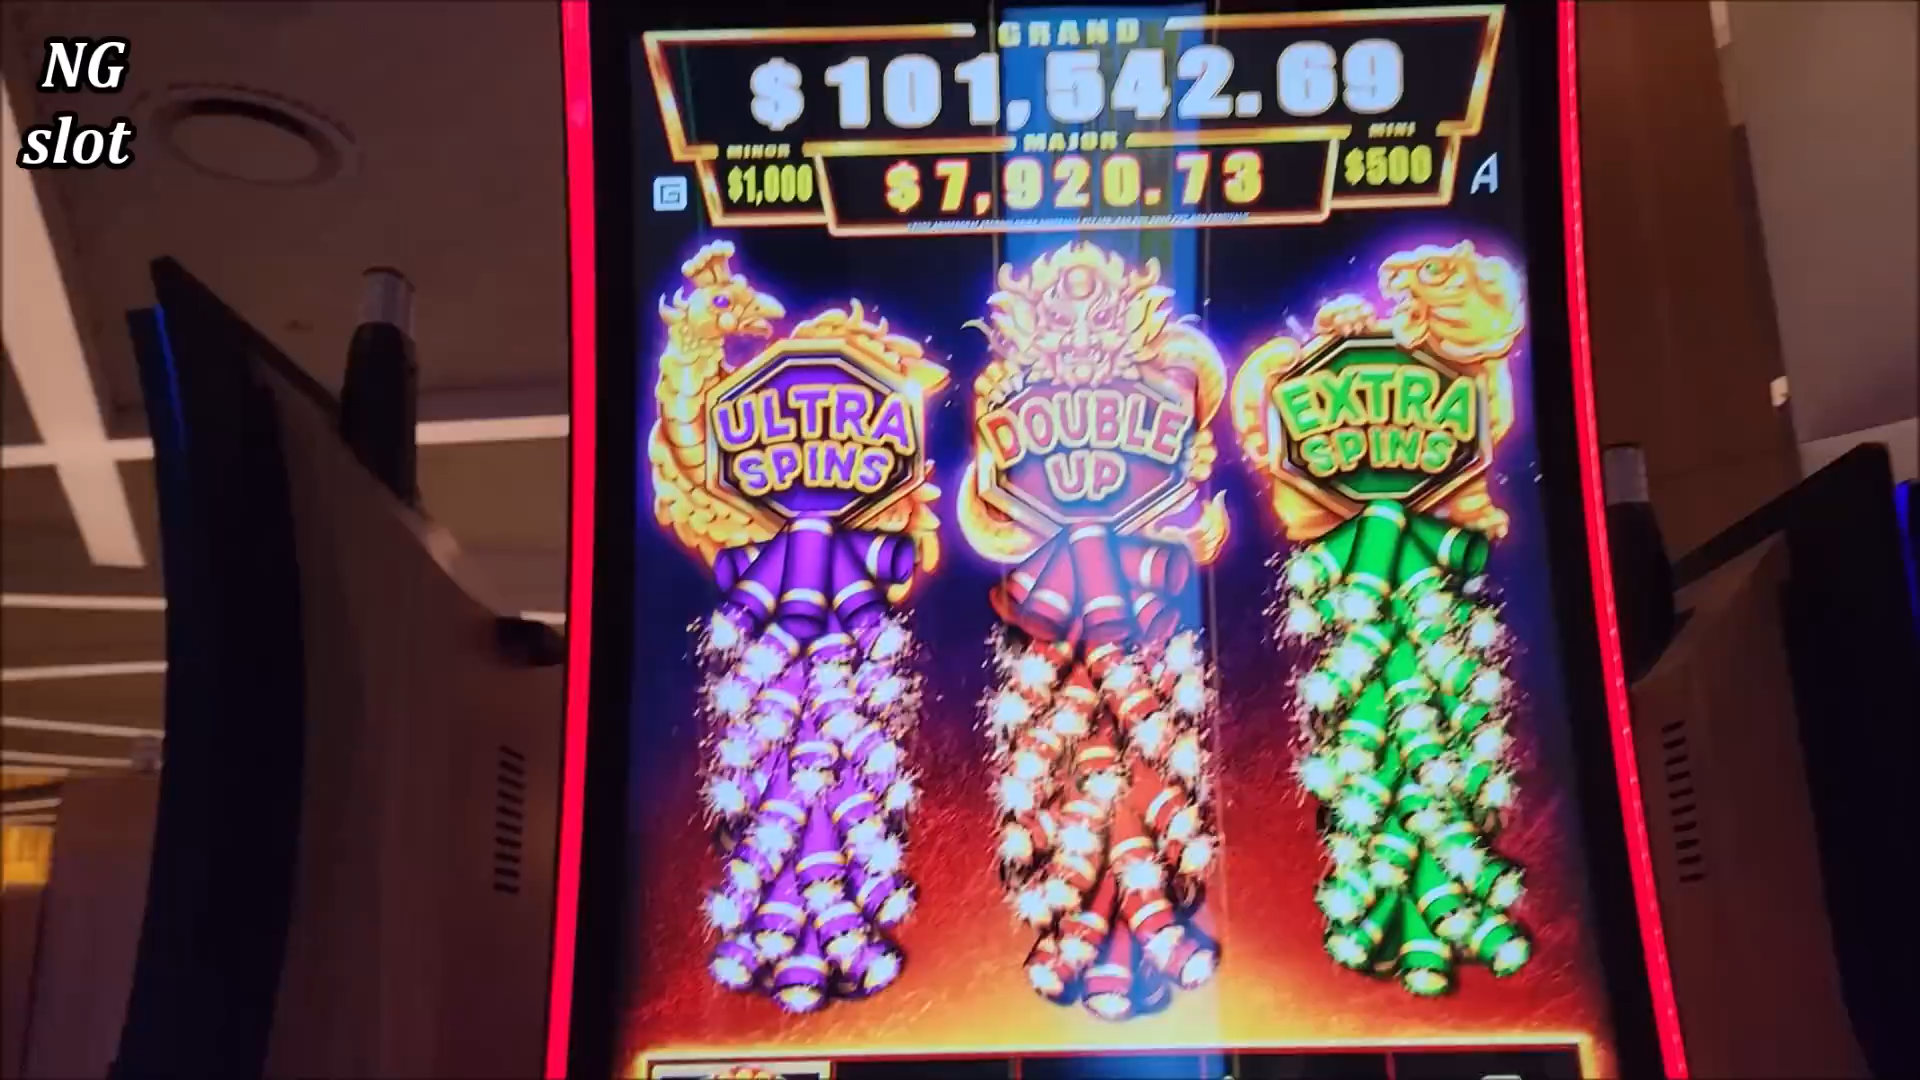 NG
slot
GRAND
$101,542.69
MINOR
MAJOR
MINI
$1,000
$7,920.73
$500
ULTRA
SPINS
DOUBLE
UP
EXTRA
SPINS